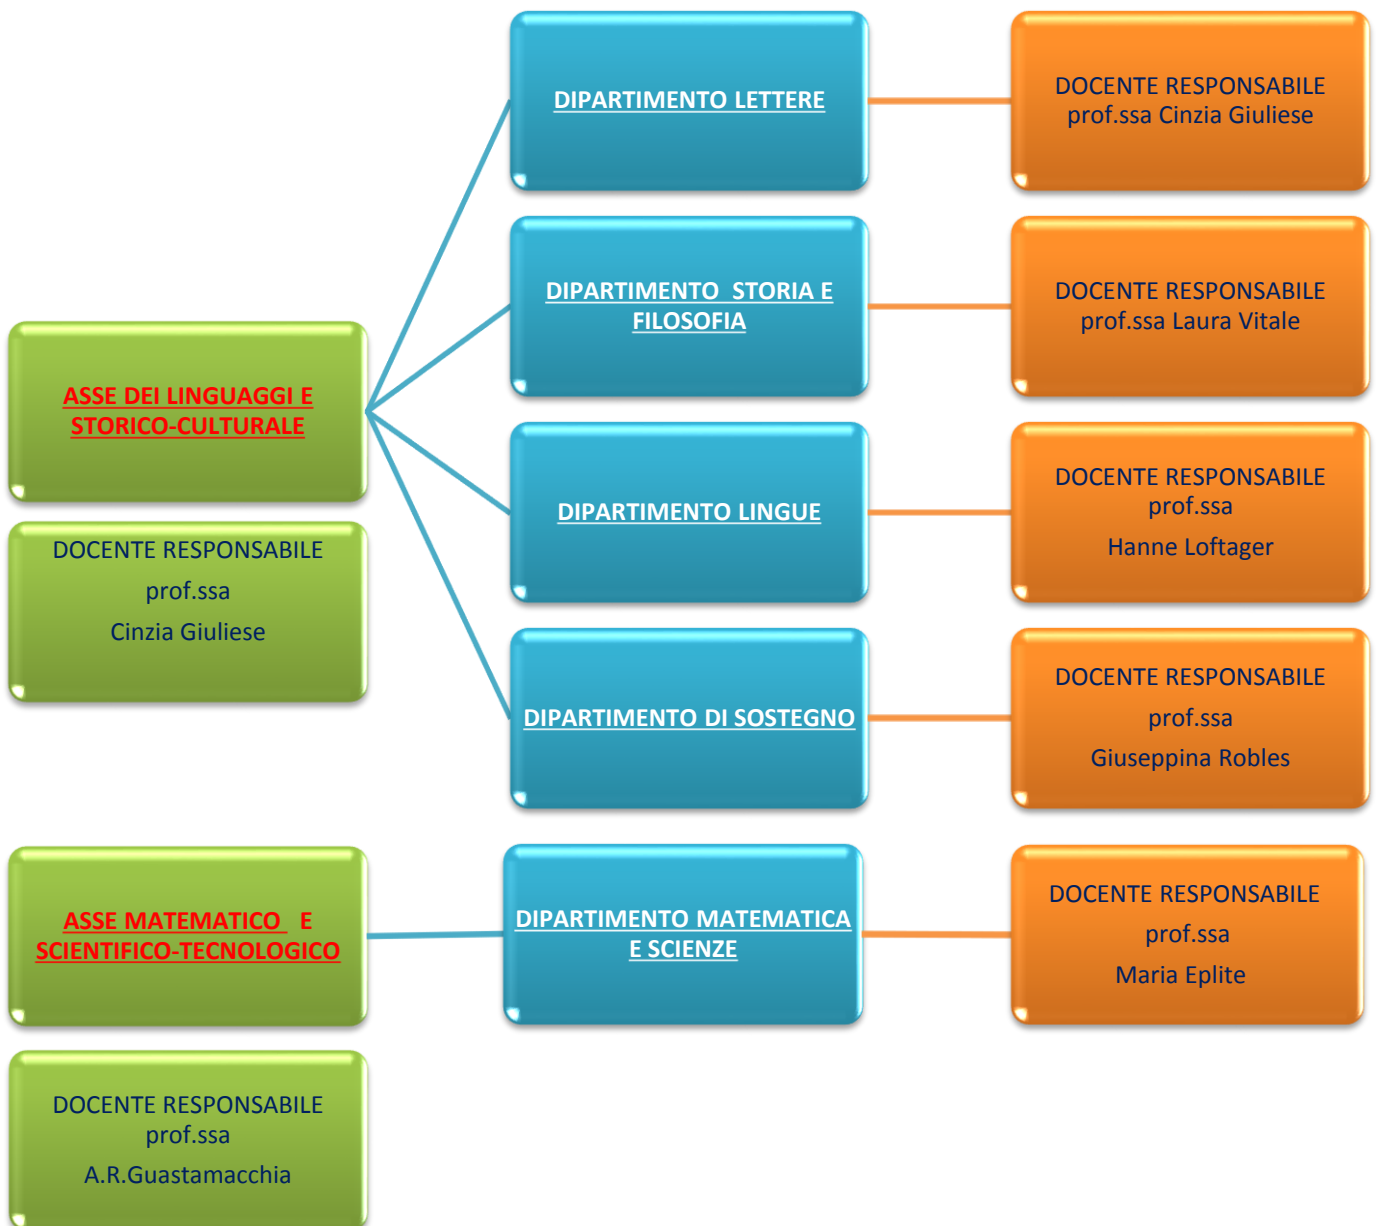 ASSE DEI LINGUAGGI E
STORICO-CULTURALE
DOCENTE RESPONSABILE
prof.ssa
Cinzia Giuliese
DIPARTIMENTO LETTERE
DOCENTE RESPONSABILE
prof.ssa Cinzia Giuliese
DIPARTIMENTO STORIA E
FILOSOFIA
DOCENTE RESPONSABILE
prof.ssa Laura Vitale
DIPARTIMENTO LINGUE
DOCENTE RESPONSABILE
prof.ssa
Hanne Loftager
DIPARTIMENTO DI SOSTEGNO
DOCENTE RESPONSABILE
prof.ssa
Giuseppina Robles
ASSE MATEMATICO E
SCIENTIFICO-TECNOLOGICO
DOCENTE RESPONSABILE
prof.ssa
A.R.Guastamacchia
DIPARTIMENTO MATEMATICA
E SCIENZE
DOCENTE RESPONSABILE
prof.ssa
Maria Eplite